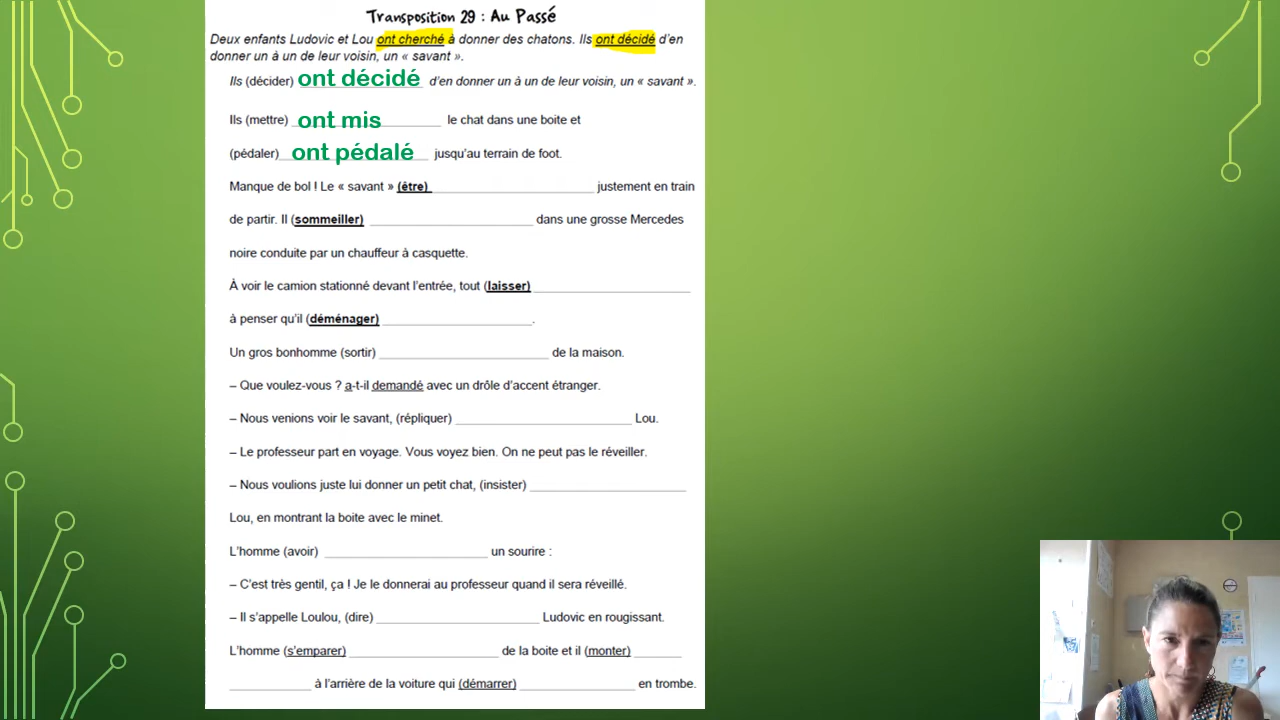 Transposition 29 : Au Passé
Deux enfants Ludovic et Lou ont cherché à donner des chatons. Ils ont décidé d'en
donner un à un de leur voisin, un « savant ».
Ils (décider) ont décidé d'en donner un à un de leur voisin, un « savant ».
Ils (mettre) ont mis le chat dans une boite et
(pédaler) ont pédalé jusqu'au terrain de foot.
Manque de bol ! Le « savant » (être) justement en train
de partir. Il (sommeiller) dans une grosse Mercedes
noire conduite par un chauffeur à casquette.
À voir le camion stationné devant l'entrée, tout (laisser)
à penser qu'il (déménager) .
Un gros bonhomme (sortir) de la maison.
– Que voulez-vous ? a-t-il demandé avec un drôle d'accent étranger.
– Nous venions voir le savant, (répliquer) Lou.
– Le professeur part en voyage. Vous voyez bien. On ne peut pas le réveiller.
– Nous voulions juste lui donner un petit chat, (insister)
Lou, en montrant la boite avec le minet.
L'homme (avoir) un sourire :
– C'est très gentil, ça ! Je le donnerai au professeur quand il sera réveillé.
– Il s'appelle Loulou, (dire) Ludovic en rougissant.
L'homme (s'emparer) de la boite et il (monter)
à l'arrière de la voiture qui (démarrer) en trombe.